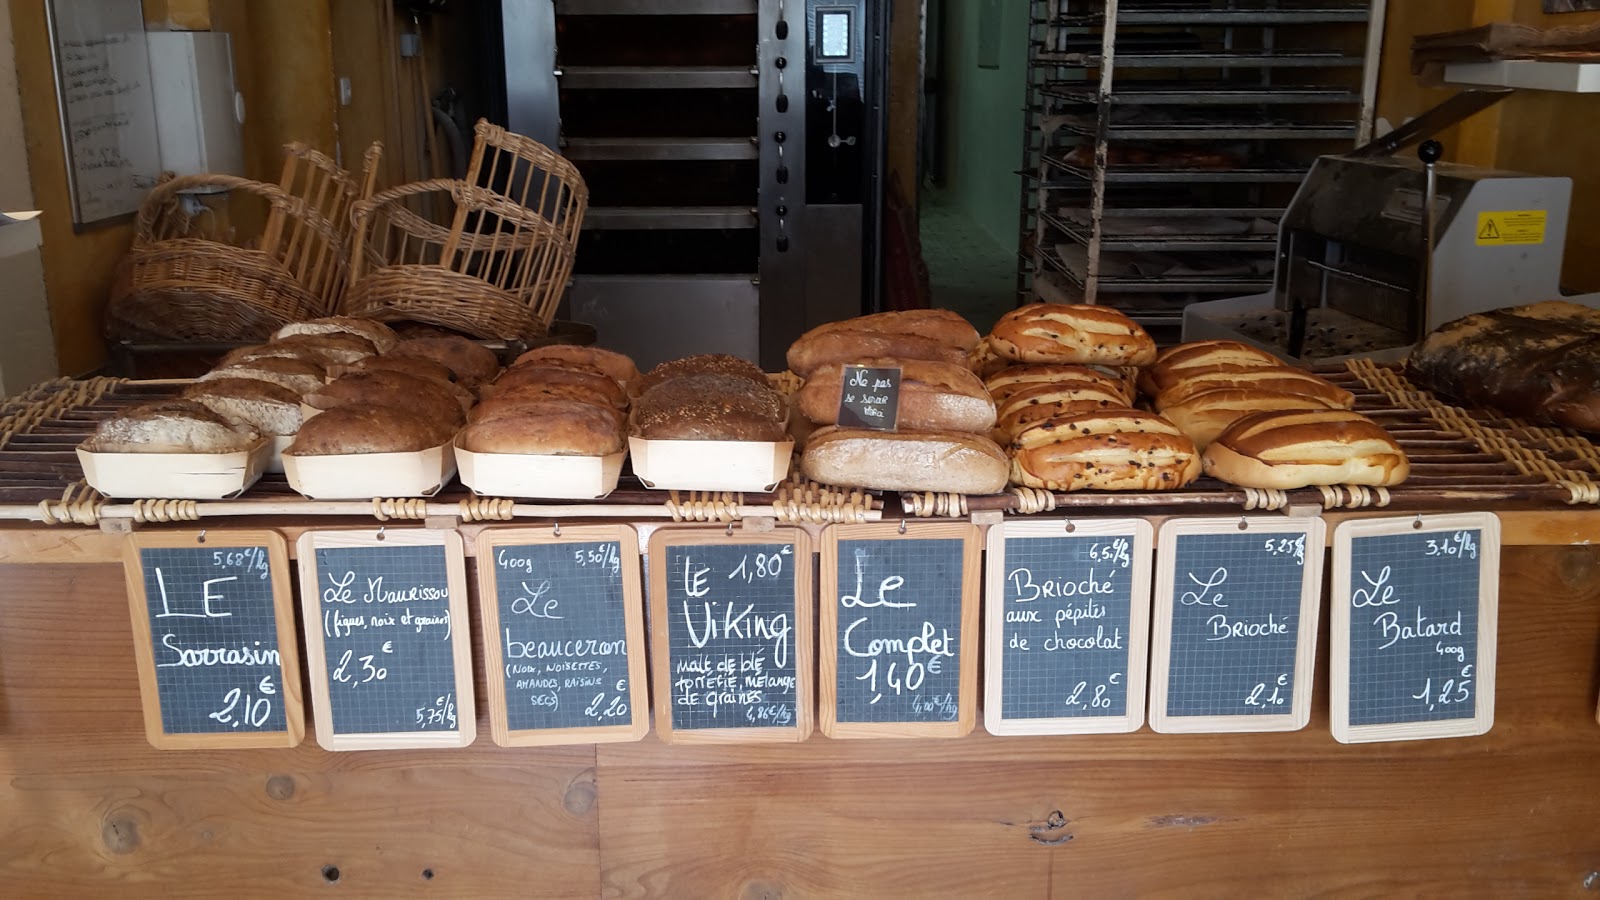 Ne pas
se servir
5,68€/kg
LE
Sarrasin
2,10€
Le Maurissou
(figues, noix et graines)
2,30€
5,75€/kg
400g 5,50€/kg
Le
beauceron
(NOIX, NOISETTES,
AMANDES, RAISINS
SECS)
2,20€
LE 1,80€
Viking
malt de blé
torréfié, mélange
de graines
4,86€/kg
Le
Complet
1,40€
4,00€/kg
6,5€/kg
Brioché
aux pépites
de chocolat
2,80€
5,25€/kg
Le
Brioché
2,10€
3,10€/kg
Le
Batard
400g
1,25€